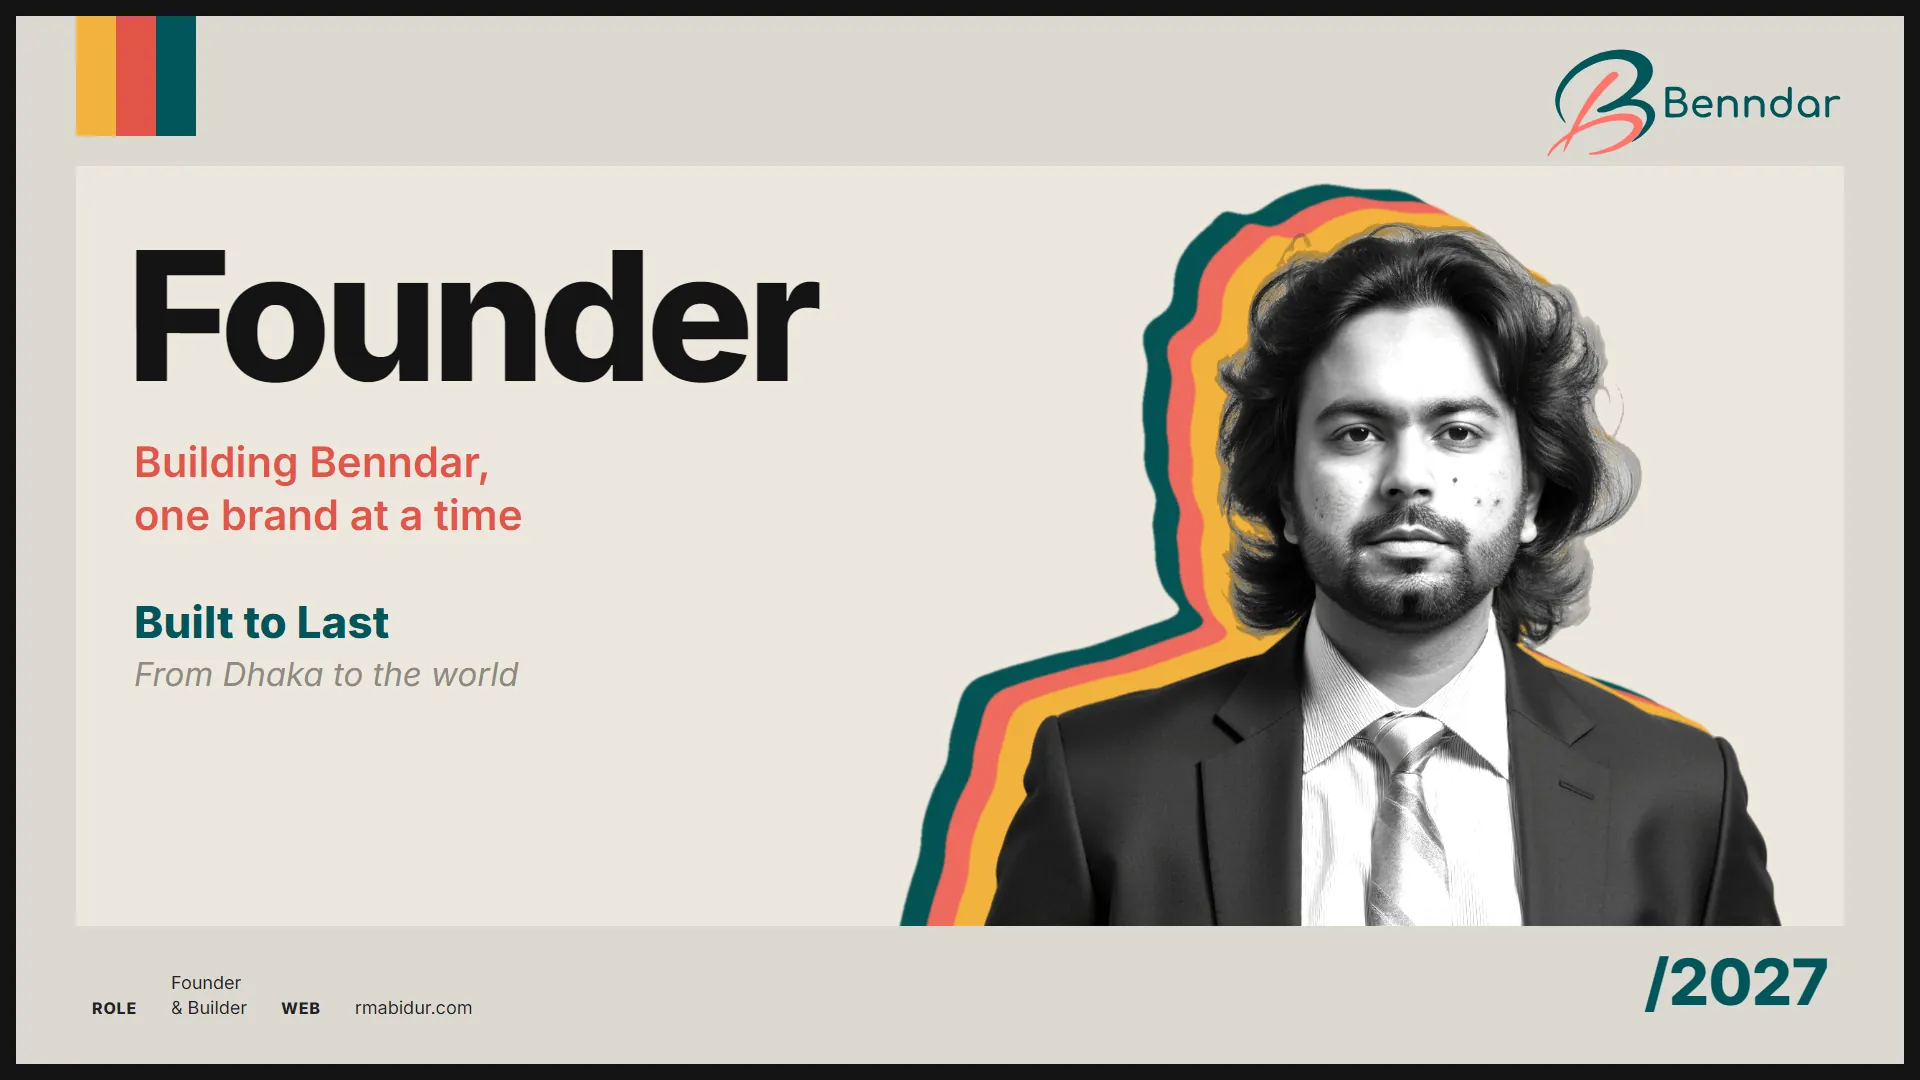 Benndar
Founder
Building Benndar,
one brand at a time
Built to Last
From Dhaka to the world
ROLE
Founder
& Builder
WEB
rmabidur.com
/2027